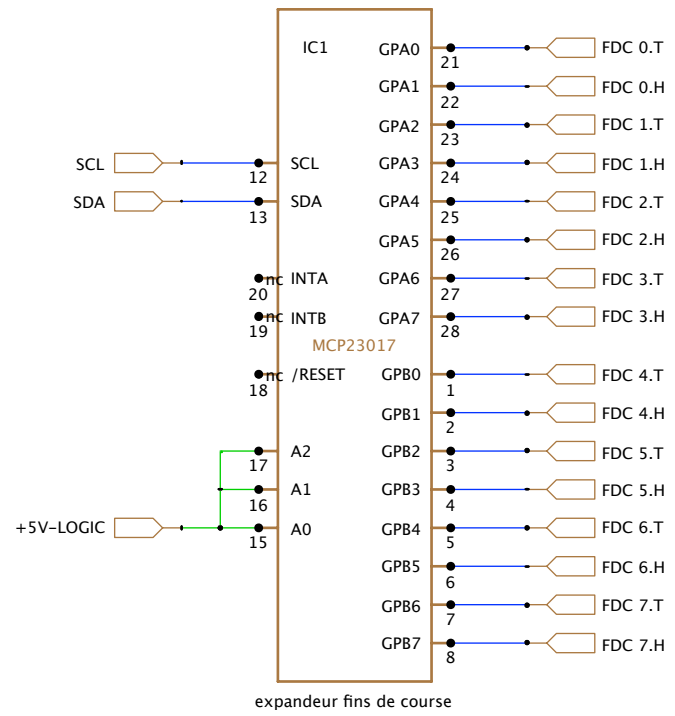 IC1 GPA0 FDC 0.T
21
GPA1 FDC 0.H
22
GPA2 FDC 1.T
23
SCL SCL GPA3 FDC 1.H
12 24
SDA SDA GPA4 FDC 2.T
13 25
GPA5 FDC 2.H
26
nc INTA GPA6 FDC 3.T
20 27
nc INTB GPA7 FDC 3.H
19 28
MCP23017
nc /RESET GPB0 FDC 4.T
18 1
GPB1 FDC 4.H
2
A2 GPB2 FDC 5.T
17 3
A1 GPB3 FDC 5.H
16 4
+5V-LOGIC A0 GPB4 FDC 6.T
15 5
GPB5 FDC 6.H
6
GPB6 FDC 7.T
7
GPB7 FDC 7.H
8
expandeur fins de course